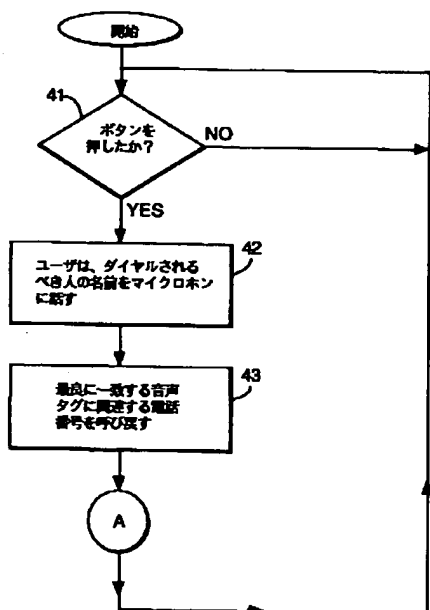 開始
41
ボタンを
押したか?
NO
YES
42
ユーザは、ダイヤルされる
べき人の名前をマイクロホン
に話す
43
最良に一致する音声
タグに関連する電話
番号を呼び戻す
A